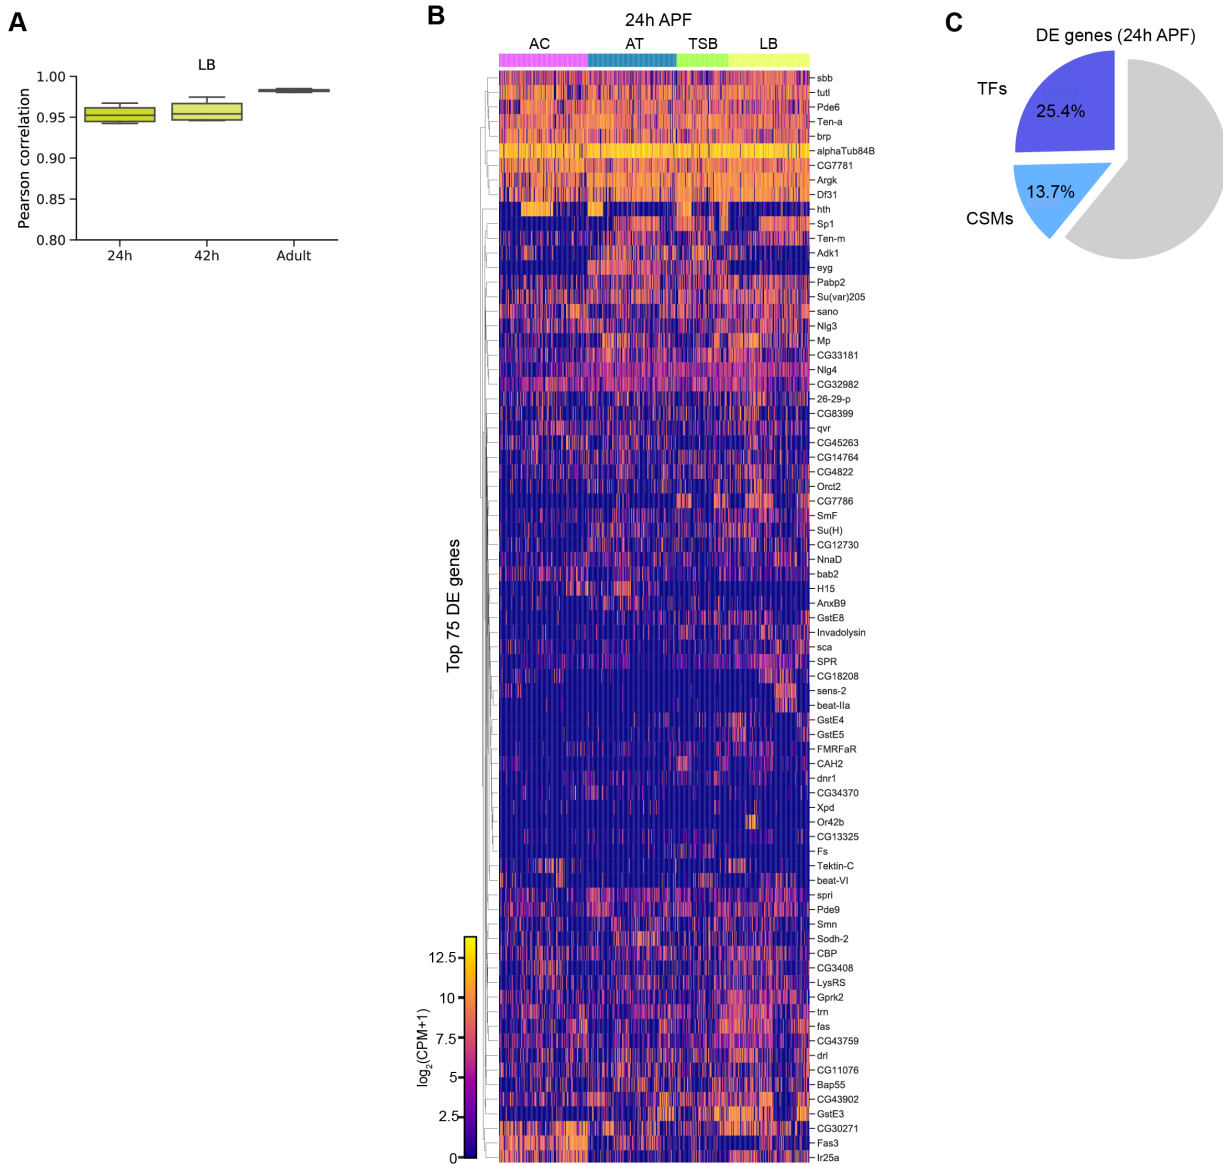 A
LB
Pearson correlation
1.00
0.95
0.90
0.85
0.80
24h
42h
Adult
B
24h APF
AC
AT
TSB
LB
Top 75 DE genes
sbb
tutl
Pde6
Ten-a
brp
alphaTub84B
CG7781
Argk
Df31
hth
Sp1
Ten-m
Adk1
eyg
Pabp2
Su(var)205
sano
Nlg3
Mp
CG33181
Nlg4
CG32982
26-29-p
CG8399
qvr
CG45263
CG14764
CG4822
Orct2
CG7786
SmF
Su(H)
CG12730
NnaD
bab2
H15
AnxB9
GstE8
Invadolysin
sca
SPR
CG18208
sens-2
beat-IIa
GstE4
GstE5
FMRFaR
CAH2
dnr1
CG34370
Xpd
Or42b
CG13325
Fs
Tektin-C
beat-VI
spri
Pde9
Smn
Sodh-2
CBP
CG3408
LysRS
Gprk2
trn
fas
CG43759
drl
CG11076
Bap55
CG43902
GstE3
CG30271
Fas3
Ir25a
log2(CPM+1)
12.5
10
7.5
5
2.5
0
C
DE genes (24h APF)
TFs
25.4%
13.7%
CSMs